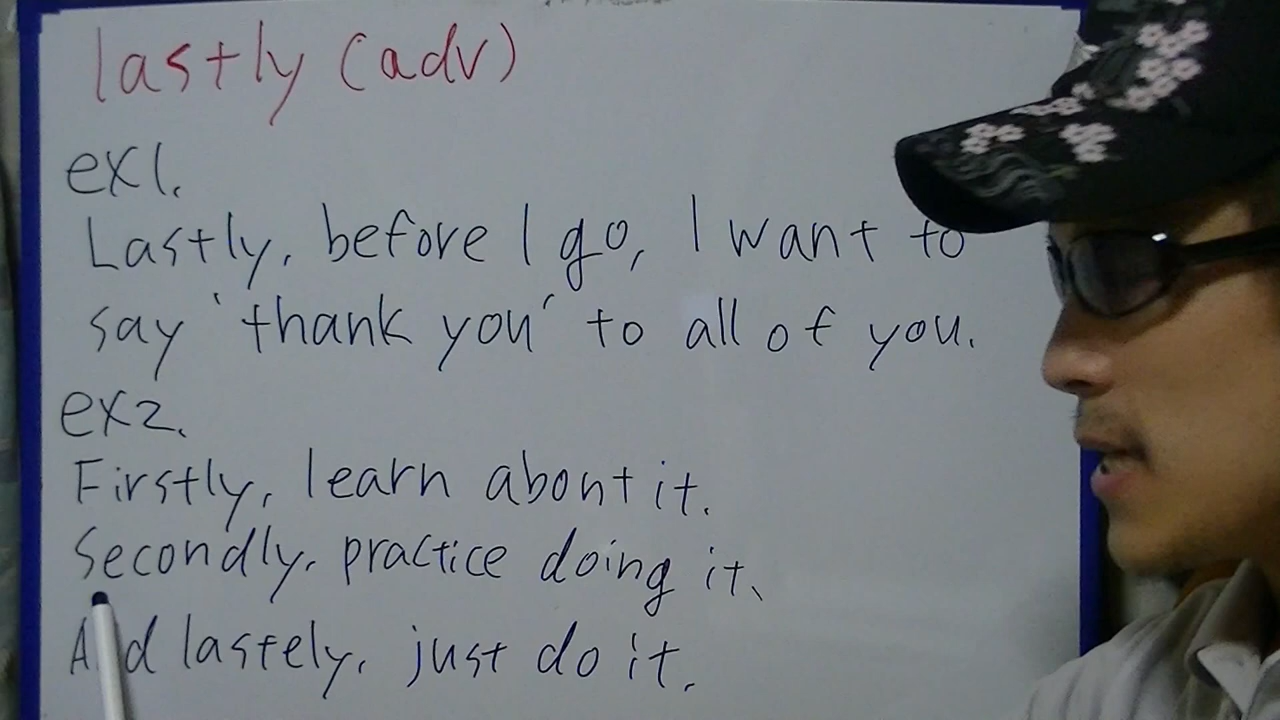 lastly (adv)
ex1.
Lastly, before I go, I want to
say 'thank you' to all of you.
ex2.
Firstly, learn about it.
Secondly, practice doing it.
And lastely, just do it.